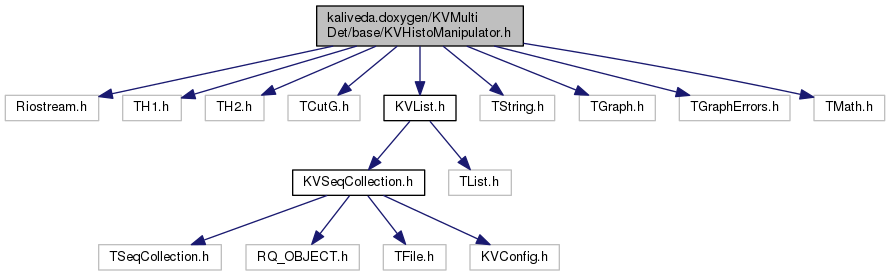 kaliveda.doxygen/KVMulti
Det/base/KVHistoManipulator.h
Riostream.h
TH1.h
TH2.h
TCutG.h
KVList.h
TString.h
TGraph.h
TGraphErrors.h
TMath.h
KVSeqCollection.h
TList.h
TSeqCollection.h
RQ_OBJECT.h
TFile.h
KVConfig.h